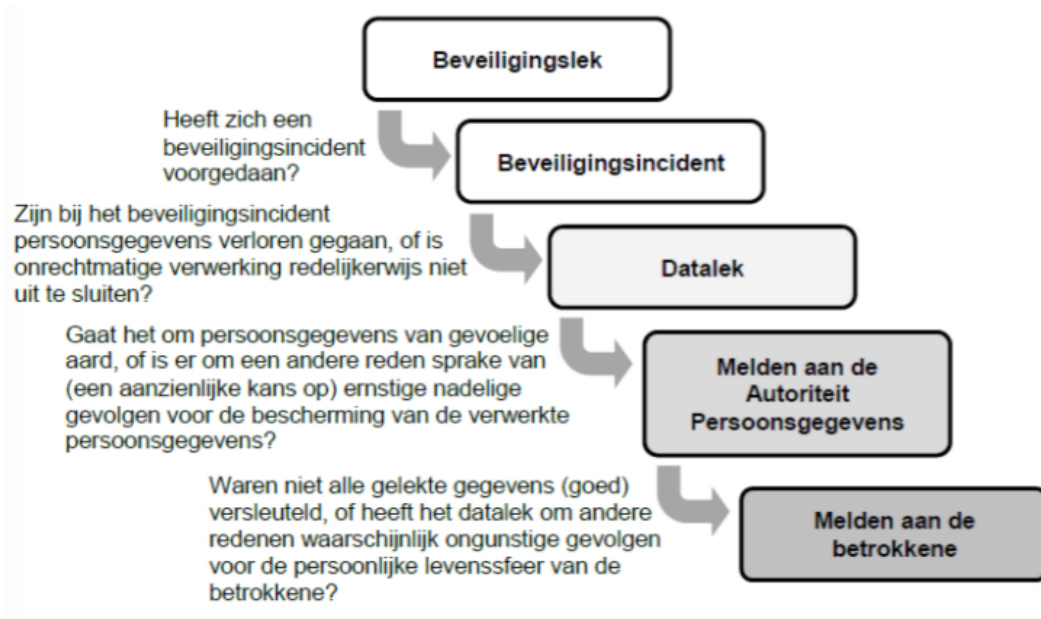 Beveiligingslek
Heeft zich een
beveiligingsincident
voorgedaan?
Beveiligingsincident
Zijn bij het beveiligingsincident
persoonsgegevens verloren gegaan, of is
onrechtmatige verwerking redelijkerwijs niet
uit te sluiten?
Datalek
Gaat het om persoonsgegevens van gevoelige
aard, of is er om een andere reden sprake van
(een aanzienlijke kans op) ernstige nadelige
gevolgen voor de bescherming van de verwerkte
persoonsgegevens?
Melden aan de
Autoriteit
Persoonsgegevens
Waren niet alle gelekte gegevens (goed)
versleuteld, of heeft het datalek om andere
redenen waarschijnlijk ongunstige gevolgen
voor de persoonlijke levenssfeer van de
betrokkene?
Melden aan de
betrokkene